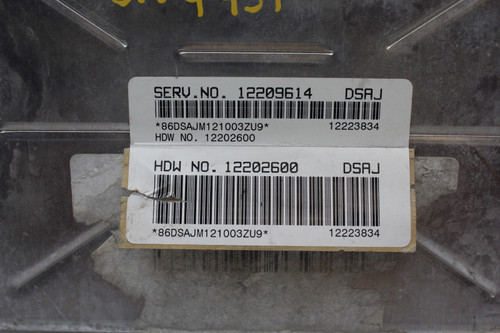 SERV.NO. 12209614 DSAJ
*86DSAJM121003ZU9* 12223834
HDW NO. 12202600
HDW NO. 12202600 DSAJ
*86DSAJM121003ZU9* 12223834